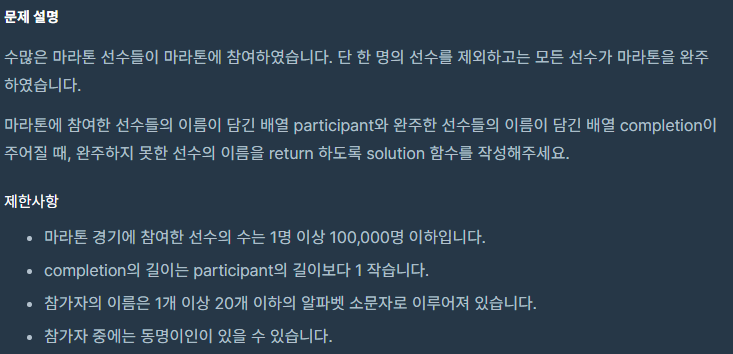 문제 설명
수많은 마라톤 선수들이 마라톤에 참여하였습니다. 단 한 명의 선수를 제외하고는 모든 선수가 마라톤을 완주
하였습니다.
마라톤에 참여한 선수들의 이름이 담긴 배열 participant와 완주한 선수들의 이름이 담긴 배열 completion이
주어질 때, 완주하지 못한 선수의 이름을 return 하도록 solution 함수를 작성해주세요.
제한사항
• 마라톤 경기에 참여한 선수의 수는 1명 이상 100,000명 이하입니다.
• completion의 길이는 participant의 길이보다 1 작습니다.
• 참가자의 이름은 1개 이상 20개 이하의 알파벳 소문자로 이루어져 있습니다.
• 참가자 중에는 동명이인이 있을 수 있습니다.